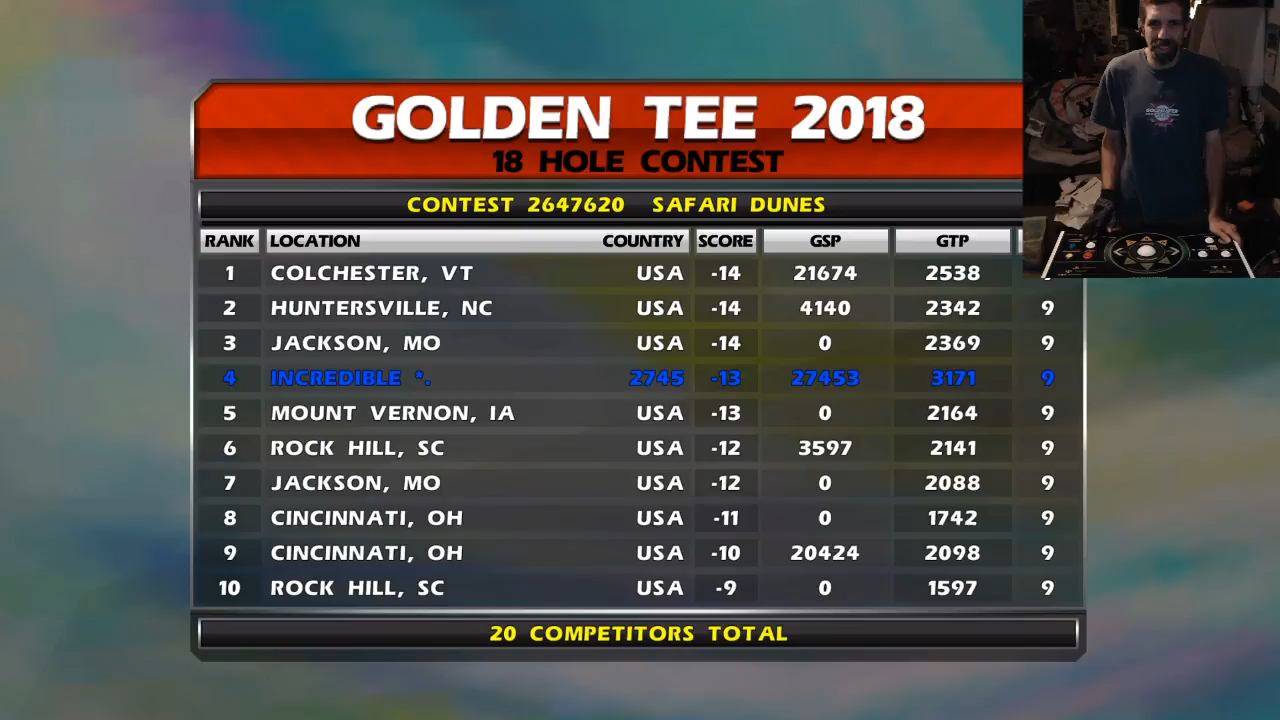 GOLDEN TEE 2018
18 HOLE CONTEST
CONTEST 2647620 SAFARI DUNES
RANK LOCATION COUNTRY SCORE GSP GTP
1 COLCHESTER, VT USA -14 21674 2538
2 HUNTERSVILLE, NC USA -14 4140 2342 9
3 JACKSON, MO USA -14 0 2369 9
4 INCREDIBLE *. 2745 -13 27453 3171 9
5 MOUNT VERNON, IA USA -13 0 2164 9
6 ROCK HILL, SC USA -12 3597 2141 9
7 JACKSON, MO USA -12 0 2088 9
8 CINCINNATI, OH USA -11 0 1742 9
9 CINCINNATI, OH USA -10 20424 2098 9
10 ROCK HILL, SC USA -9 0 1597 9
20 COMPETITORS TOTAL